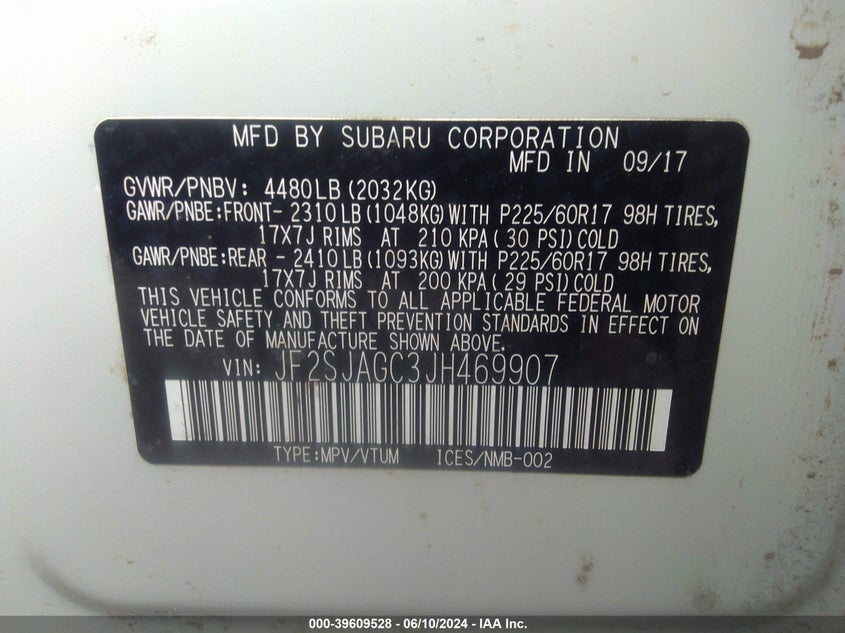 MFD BY SUBARU CORPORATION
MFD IN 09/17
GVWR/PNBV: 4480LB (2032KG)
GAWR/PNBE:FRONT- 2310LB (1048KG) WITH P225/60R17 98H TIRES,
17X7J RIMS AT 210 KPA( 30 PSI) COLD
GAWR/PNBE:REAR - 2410LB (1093KG) WITH P225/60R17 98H TIRES,
17X7J RIMS AT 200 KPA( 29 PSI) COLD
THIS VEHICLE CONFORMS TO ALL APPLICABLE FEDERAL MOTOR
VEHICLE SAFETY AND THEFT PREVENTION STANDARDS IN EFFECT ON
THE DATE OF MANUFACTURE SHOWN ABOVE.
VIN: JF2SJAGC3JH469907
TYPE:MPV/VTUM ICES/NMB-002
000-39609528 - 06/10/2024 - IAA Inc.